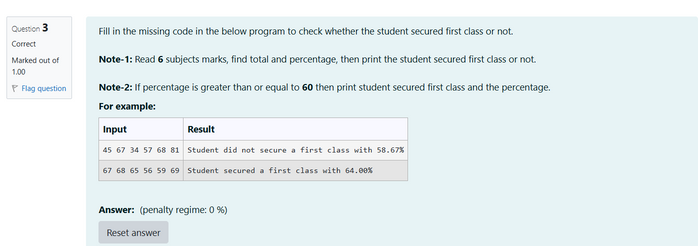 Question 3
Correct
Marked out of
1.00
Flag question
Fill in the missing code in the below program to check whether the student secured first class or not.
Note-1: Read 6 subjects marks, find total and percentage, then print the student secured first class or not.
Note-2: If percentage is greater than or equal to 60 then print student secured first class and the percentage.
For example:
Input Result
45 67 34 57 68 81 Student did not secure a first class with 58.67%
67 68 65 56 59 69 Student secured a first class with 64.00%
Answer: (penalty regime: 0 %)
Reset answer